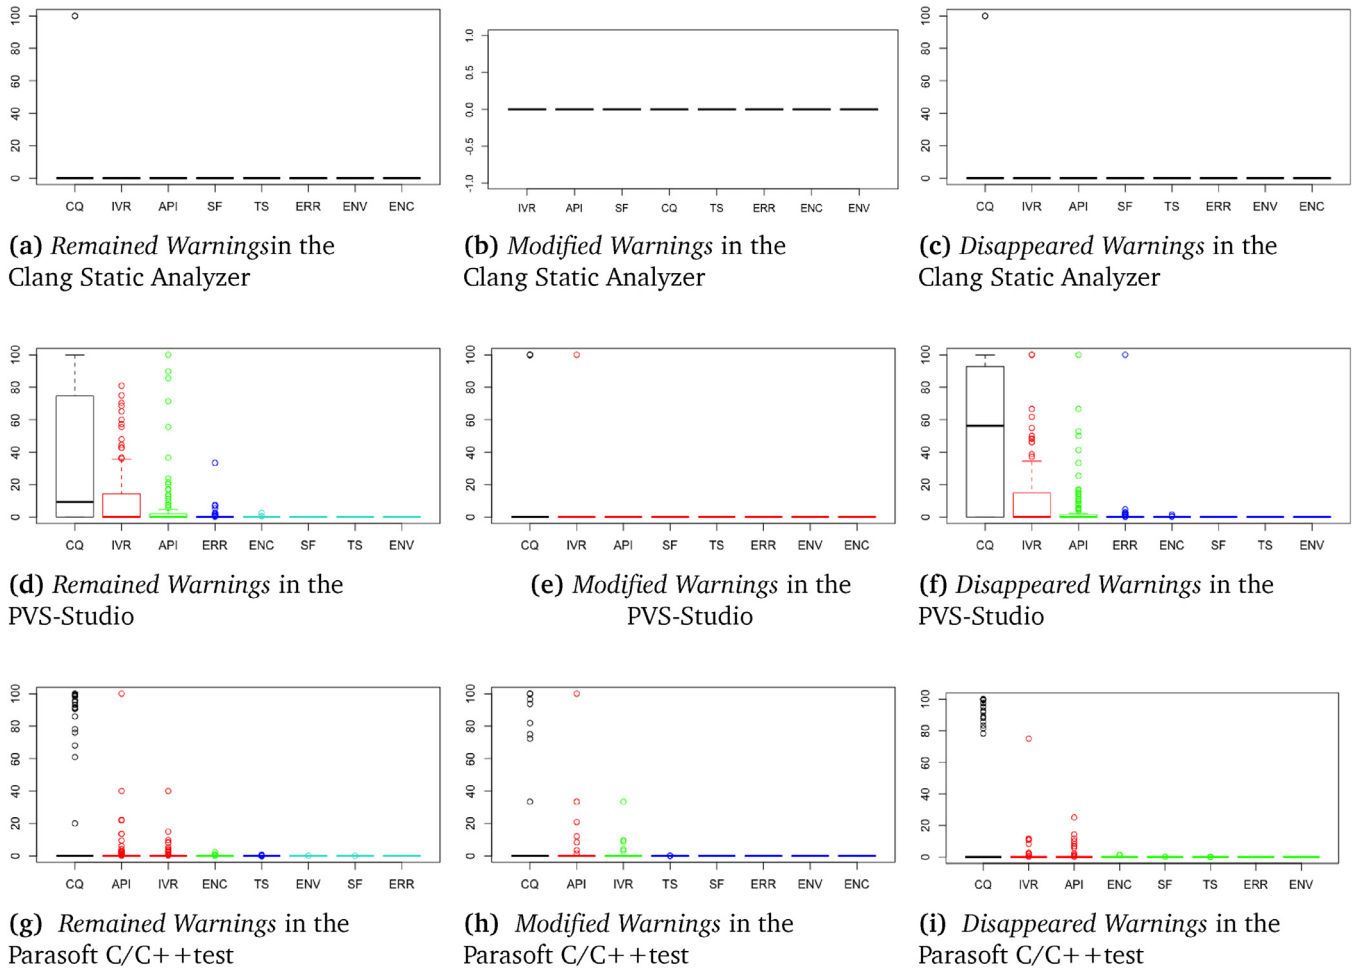 0 20 40 60 80 100
CQ IVR API SF TS ERR ENV ENC
(a) Remained Warningsin the
Clang Static Analyzer
-1.0 -0.5 0.0 0.5 1.0
IVR API SF CQ TS ERR ENC ENV
(b) Modified Warnings in the
Clang Static Analyzer
0 20 40 60 80 100
CQ IVR API SF TS ERR ENV ENC
(c) Disappeared Warnings in the
Clang Static Analyzer
0 20 40 60 80 100
CQ IVR API ERR ENC SF TS ENV
(d) Remained Warnings in the
PVS-Studio
0 20 40 60 80 100
CQ IVR API SF TS ERR ENV ENC
(e) Modified Warnings in the
PVS-Studio
0 20 40 60 80 100
CQ IVR API ERR ENC SF TS ENV
(f) Disappeared Warnings in the
PVS-Studio
0 20 40 60 80 100
CQ API IVR ENC TS ENV SF ERR
(g) Remained Warnings in the
Parasoft C/C++test
0 20 40 60 80 100
CQ API IVR TS SF ERR ENV ENC
(h) Modified Warnings in the
Parasoft C/C++test
0 20 40 60 80 100
CQ IVR API ENC SF TS ERR ENV
(i) Disappeared Warnings in the
Parasoft C/C++test